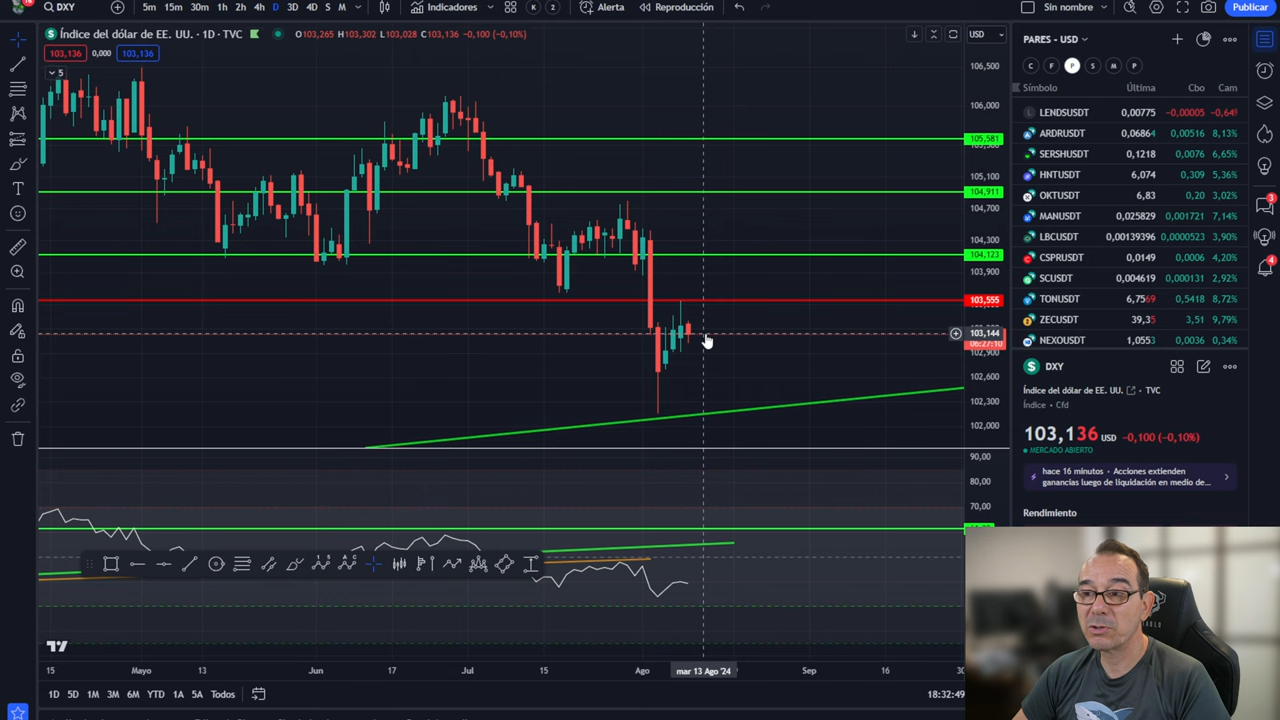 DXY
5m 15m 30m 1h 2h 4h D 3D 4D S M
Indicadores
K 2
Alerta
Reproducción
Sin nombre
Publicar
Índice del dólar de EE. UU. · 1D · TVC
O103,265 H103,302 L103,028 C103,136 -0,100 (-0,10%)
103,136 0,000 103,136
5
USD
106,500
106,000
105,581
105,100
104,911
104,700
104,300
104,123
103,900
103,555
103,144
06:27:10
102,900
102,600
102,300
102,000
90,00
80,00
70,00
15 Mayo 13 Jun 17 Jul 15 Ago mar 13 Ago '24 Sep 16
1D 5D 1M 3M 6M YTD 1A 5A Todos
18:32:49
PARES - USD
C F P S M P
Símbolo Última Cbo Cam
LENDSUSDT 0,00775 -0,00005 -0,64%
ARDRUSDT 0,06864 0,00516 8,13%
SERSHUSDT 0,1218 0,0076 6,65%
HNTUSDT 6,074 0,309 5,36%
OKTUSDT 6,83 0,20 3,02%
MANUSDT 0,025829 0,001721 7,14%
LBCUSDT 0,00139396 0,0000523 3,90%
CSPRUSDT 0,0149 0,0006 4,20%
SCUSDT 0,004619 0,000131 2,92%
TONUSDT 6,7569 0,5418 8,72%
ZECUSDT 39,35 3,51 9,79%
NEXOUSDT 1,0553 0,0036 0,34%
DXY
Índice del dólar de EE. UU. · TVC
Índice · Cfd
103,136 USD -0,100 (-0,10%)
MERCADO ABIERTO
hace 16 minutos · Acciones extienden
ganancias luego de liquidación en medio de...
Rendimiento
3
4